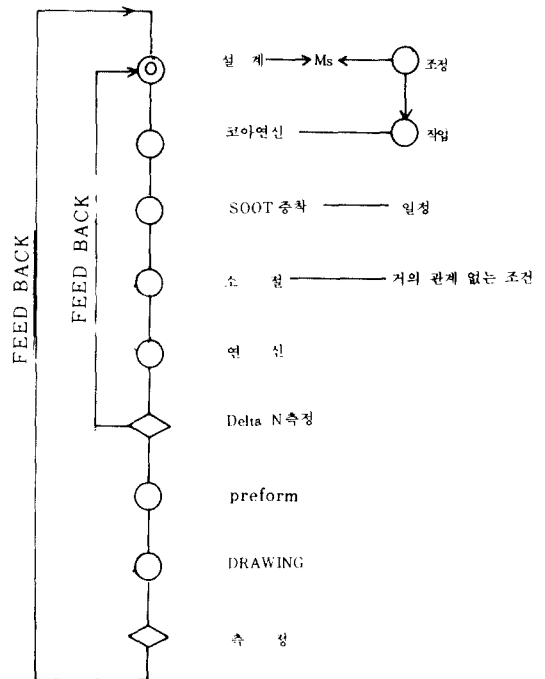 설 계 Ms 조정
코아연신 작업
SOOT 증착 일정
소 결 거의 관계 없는 조건
연 신
Delta N 측정
preform
DRAWING
측 정
FEED BACK
FEED BACK